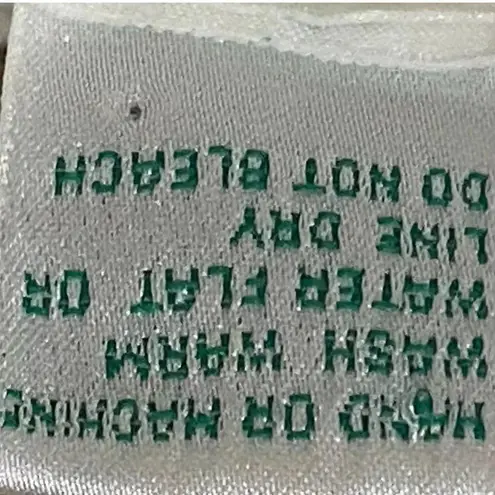 HAND OR MACHINE
WASH WARM
WATER FLAT OR
LINE DRY
DO NOT BLEACH